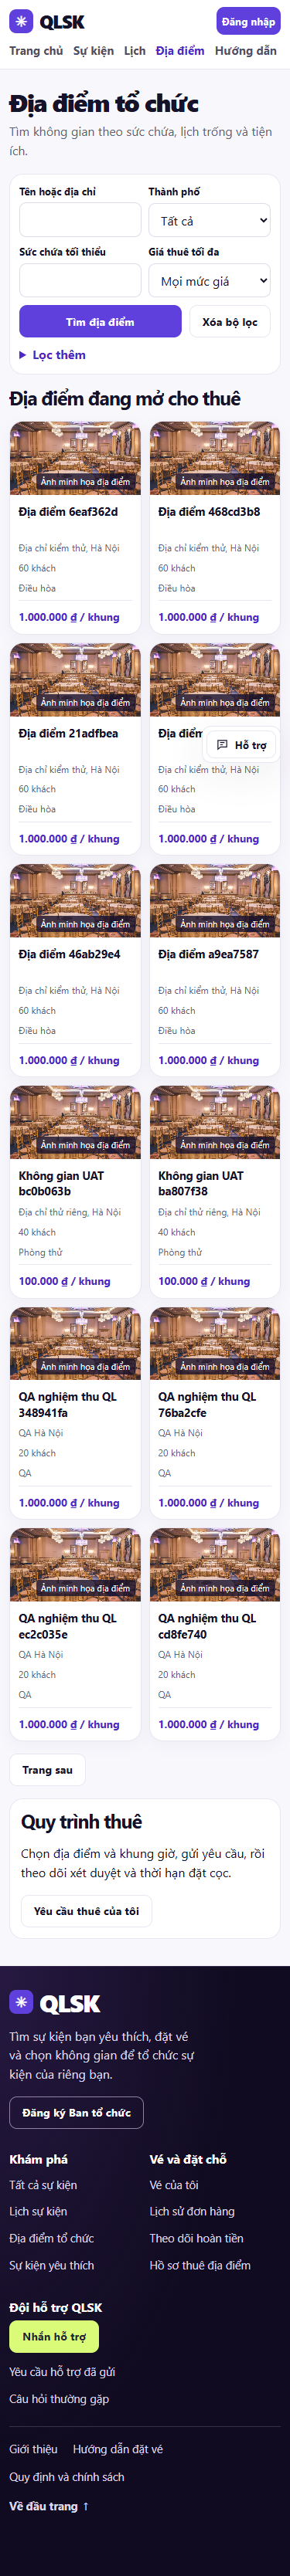 QLSK
Đăng nhập
Trang chủ Sự kiện Lịch Địa điểm Hướng dẫn
Địa điểm tổ chức
Tìm không gian theo sức chứa, lịch trống và tiện
ích.
Tên hoặc địa chỉ Thành phố
Tất cả
Sức chứa tối thiểu Giá thuê tối đa
Mọi mức giá
Tìm địa điểm Xóa bộ lọc
Lọc thêm
Địa điểm đang mở cho thuê
Ảnh minh họa địa điểm
Địa điểm 6eaf362d
Địa chỉ kiểm thử, Hà Nội
60 khách
Điều hòa
1.000.000 ₫ / khung
Ảnh minh họa địa điểm
Địa điểm 468cd3b8
Địa chỉ kiểm thử, Hà Nội
60 khách
Điều hòa
1.000.000 ₫ / khung
Ảnh minh họa địa điểm
Địa điểm 21adfbea
Địa chỉ kiểm thử, Hà Nội
60 khách
Điều hòa
1.000.000 ₫ / khung
Ảnh minh họa địa điểm
Địa điểm
Hỗ trợ
Địa chỉ kiểm thử, Hà Nội
60 khách
Điều hòa
1.000.000 ₫ / khung
Ảnh minh họa địa điểm
Địa điểm 46ab29e4
Địa chỉ kiểm thử, Hà Nội
60 khách
Điều hòa
1.000.000 ₫ / khung
Ảnh minh họa địa điểm
Địa điểm a9ea7587
Địa chỉ kiểm thử, Hà Nội
60 khách
Điều hòa
1.000.000 ₫ / khung
Ảnh minh họa địa điểm
Không gian UAT
bc0b063b
Địa chỉ thử riêng, Hà Nội
40 khách
Phòng thử
100.000 ₫ / khung
Ảnh minh họa địa điểm
Không gian UAT
ba807f38
Địa chỉ thử riêng, Hà Nội
40 khách
Phòng thử
100.000 ₫ / khung
Ảnh minh họa địa điểm
QA nghiệm thu QL
348941fa
QA Hà Nội
20 khách
QA
1.000.000 ₫ / khung
Ảnh minh họa địa điểm
QA nghiệm thu QL
76ba2cfe
QA Hà Nội
20 khách
QA
1.000.000 ₫ / khung
Ảnh minh họa địa điểm
QA nghiệm thu QL
ec2c035e
QA Hà Nội
20 khách
QA
1.000.000 ₫ / khung
Ảnh minh họa địa điểm
QA nghiệm thu QL
cd8fe740
QA Hà Nội
20 khách
QA
1.000.000 ₫ / khung
Trang sau
Quy trình thuê
Chọn địa điểm và khung giờ, gửi yêu cầu, rồi
theo dõi xét duyệt và thời hạn đặt cọc.
Yêu cầu thuê của tôi
QLSK
Tìm sự kiện bạn yêu thích, đặt vé
và chọn không gian để tổ chức sự
kiện của riêng bạn.
Đăng ký Ban tổ chức
Khám phá
Tất cả sự kiện
Lịch sự kiện
Địa điểm tổ chức
Sự kiện yêu thích
Vé và đặt chỗ
Vé của tôi
Lịch sử đơn hàng
Theo dõi hoàn tiền
Hồ sơ thuê địa điểm
Đội hỗ trợ QLSK
Nhắn hỗ trợ
Yêu cầu hỗ trợ đã gửi
Câu hỏi thường gặp
Giới thiệu Hướng dẫn đặt vé
Quy định và chính sách
Về đầu trang ↑